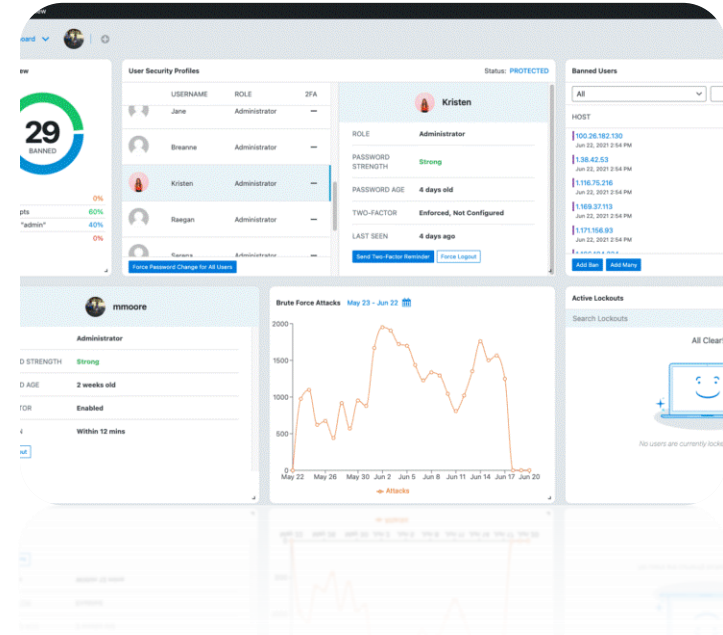 User Security Profiles
Status: PROTECTED
Banned Users
USERNAME ROLE 2FA
Jane Administrator —
Breanne Administrator —
Kristen Administrator —
Raegan Administrator —
Administrator
Force Password Change for All Users
Kristen
ROLE Administrator
PASSWORD STRENGTH Strong
PASSWORD AGE 4 days old
TWO-FACTOR Enforced, Not Configured
LAST SEEN 4 days ago
Send Two-Factor Reminder Force Logout
29
BANNED
0%
pts 60%
"admin" 40%
0%
All
HOST
100.26.182.130
Jun 22, 2021 2:54 PM
1.38.42.53
Jun 22, 2021 2:54 PM
1.116.75.216
Jun 22, 2021 2:54 PM
1.169.37.113
Jun 22, 2021 2:54 PM
1.171.156.93
Jun 22, 2021 2:54 PM
Add Ban Add Many
mmoore
Administrator
D STRENGTH Strong
D AGE 2 weeks old
TOR Enabled
N Within 12 mins
out
Brute Force Attacks May 23 - Jun 22
2000
1500
1000
500
0
May 22 May 26 May 30 Jun 2 Jun 5 Jun 8 Jun 11 Jun 14 Jun 17 Jun 20
Attacks
Active Lockouts
Search Lockouts
All Clear!
No users are currently locke